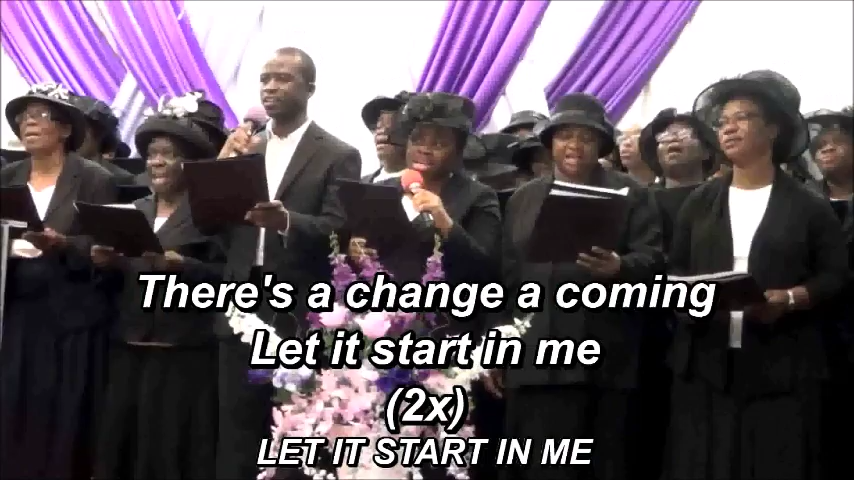 There's a change a coming
Let it start in me
(2x)
LET IT START IN ME